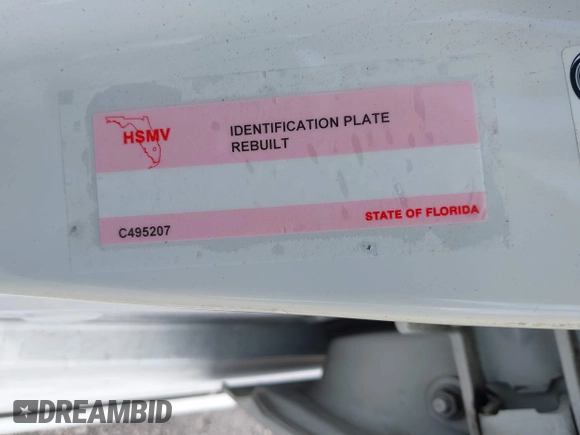 HSMV
IDENTIFICATION PLATE
REBUILT
C495207
STATE OF FLORIDA
DREAMBID